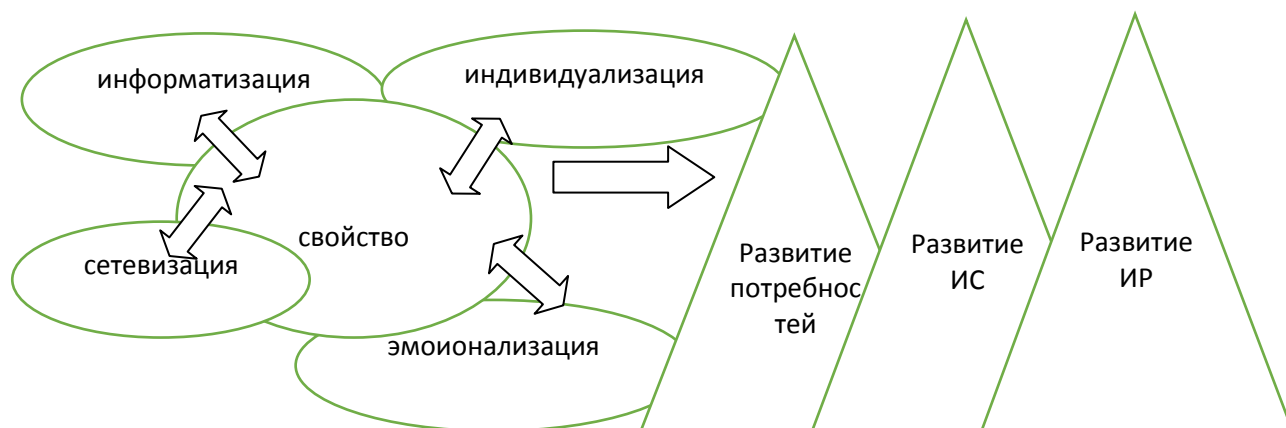 информатизация
индивидуализация
свойство
сетевизация
эмоионализация
Развитие
потребнос
тей
Развитие
ИС
Развитие
ИР